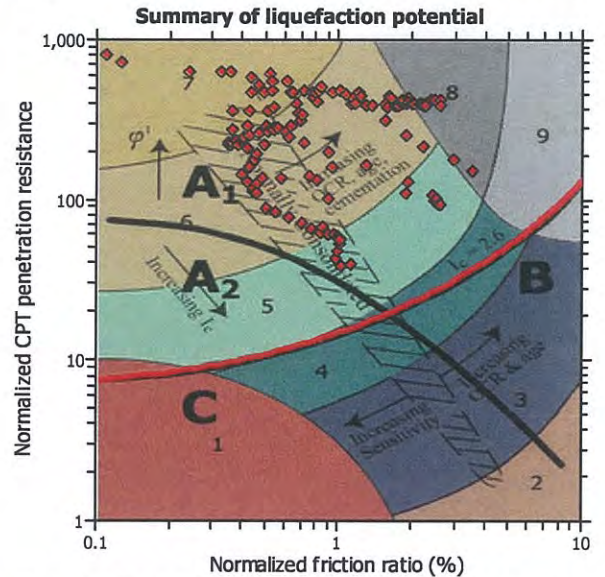 Summary of liquefaction potential
Normalized CPT penetration resistance
1,000
100
10
1
7
8
9
φ'
Increasing
OCR, age,
cementation
A1
Normally consolidated
6
A2
Increasing Ic
5
Ic = 2.6
B
4
Increasing
OCR & age
3
C
1
Increasing
Sensitivity
2
0.1
1
10
Normalized friction ratio (%)